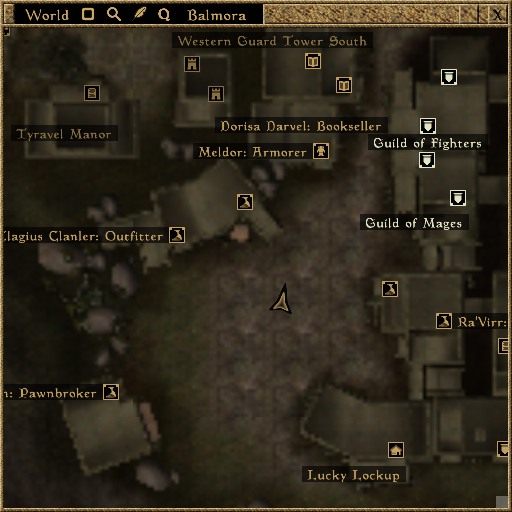 World Balmora X
Western Guard Tower South
Tyravel Manor
Dorisa Darvel: Bookseller
Guild of Fighters
Meldor: Armorer
Guild of Mages
Clagius Clanler: Outfitter
Ra'Virr:
n: Pawnbroker
Lucky Lockup